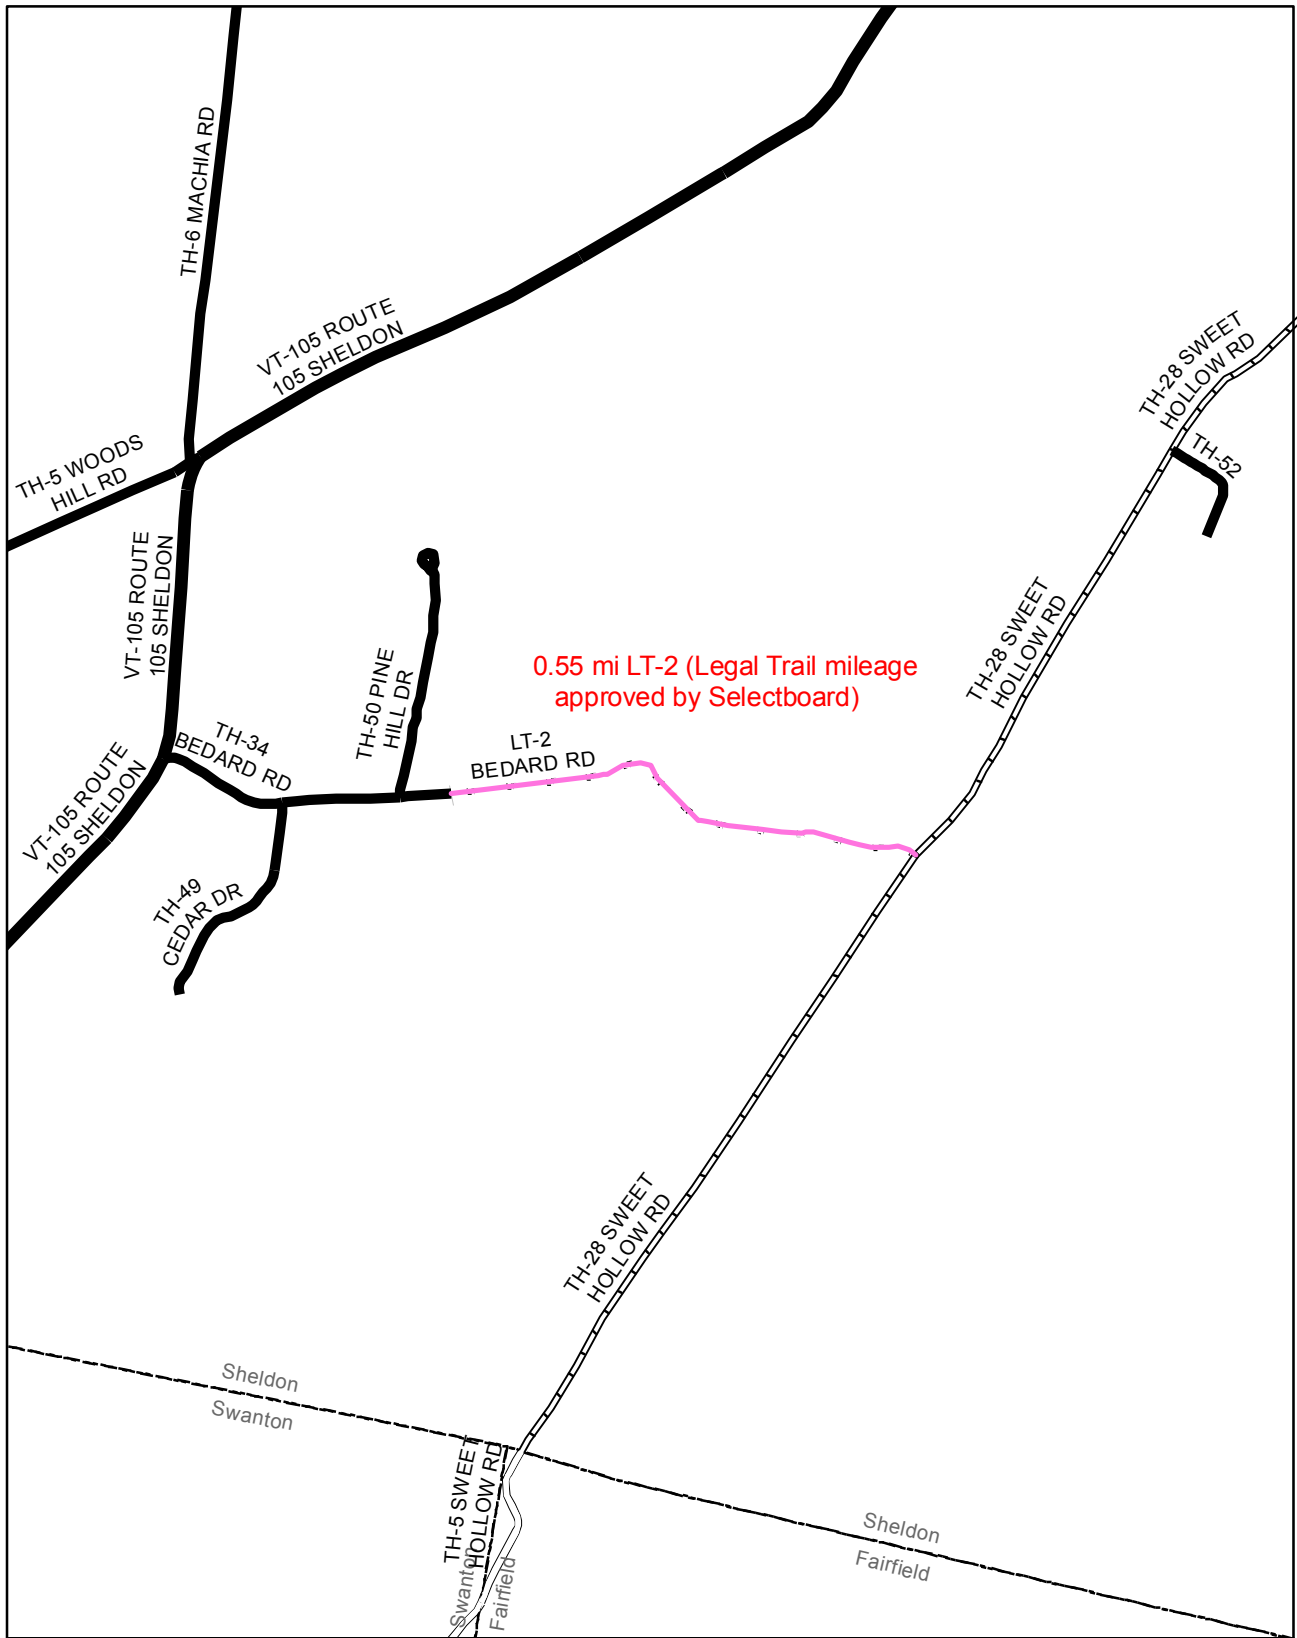 TH-6 MACHIA RD
VT-105 ROUTE
105 SHELDON
TH-28 SWEET
HOLLOW RD
TH-5 WOODS
HILL RD
TH-52
VT-105 ROUTE
105 SHELDON
TH-28 SWEET
HOLLOW RD
TH-50 PINE
HILL DR
0.55 mi LT-2 (Legal Trail mileage
approved by Selectboard)
TH-34
BEDARD RD
LT-2
BEDARD RD
VT-105 ROUTE
105 SHELDON
TH-49
CEDAR DR
TH-28 SWEET
HOLLOW RD
Sheldon
Swanton
TH-5 SWEET
HOLLOW RD
Swanton
Fairfield
Sheldon
Fairfield